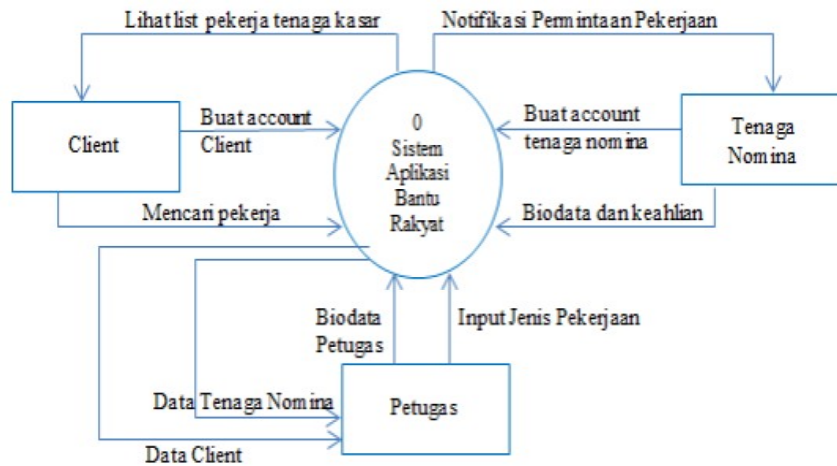 Lihat list pekerja tenaga kasar
Notifikasi Permintaan Pekerjaan
Client
Buat account
Client
0
Sistem
Aplikasi
Bantu
Rakyat
Buat account
tenaga nomina
Tenaga
Nomina
Mencari pekerja
Biodata dan keahlian
Biodata
Petugas
Input Jenis Pekerjaan
Data Tenaga Nomina
Petugas
Data Client